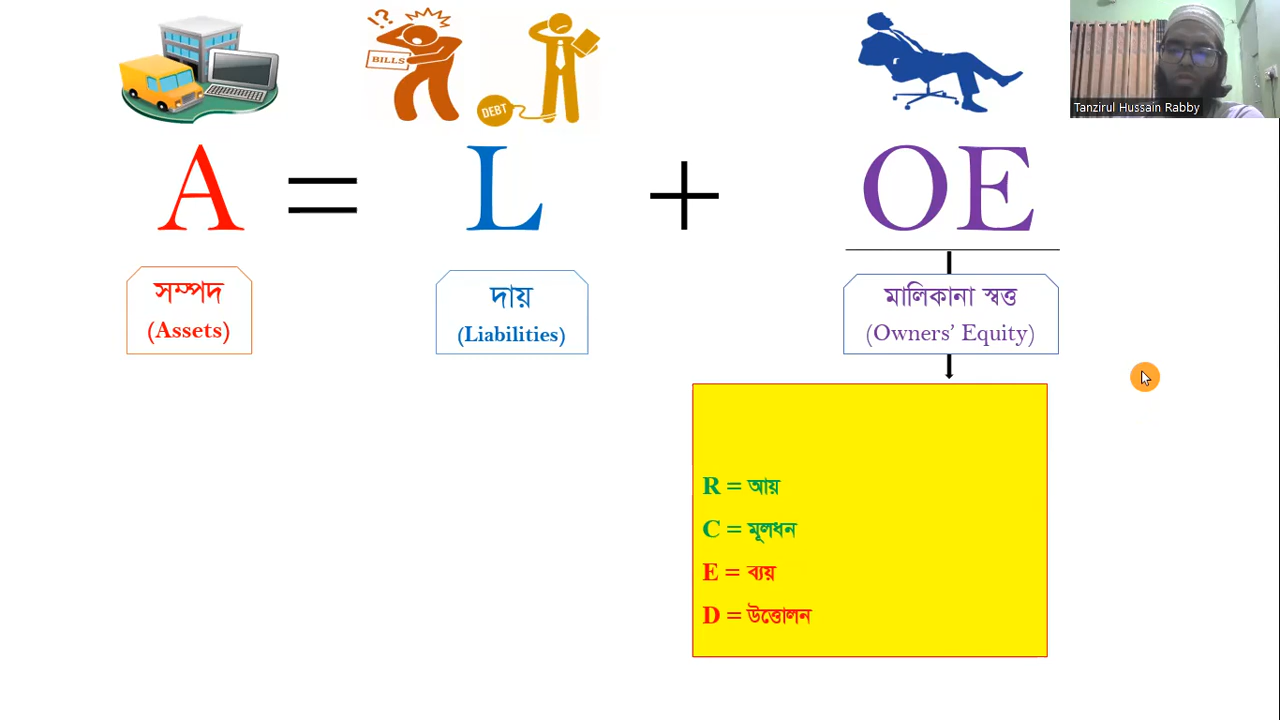 !?
BILLS
DEBT
Tanzirul Hussain Rabby
A = L + OE
সম্পদ
(Assets)
দায়
(Liabilities)
মালিকানা স্বত্ত
(Owners’ Equity)
R = আয়
C = মূলধন
E = ব্যয়
D = উত্তোলন